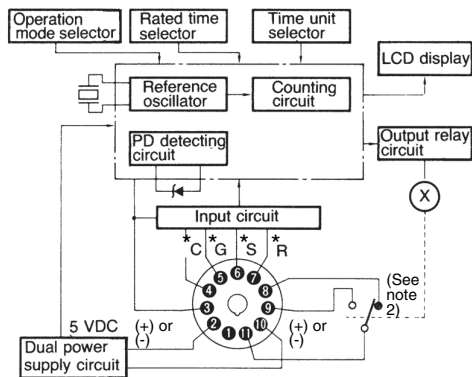 Operation
mode selector
Rated time
selector
Time unit
selector
LCD display
Reference
oscillator
Counting
circuit
Output relay
circuit
PD detecting
circuit
X
Input circuit
* C * G * S * R
6
5 7
4 8
3 9
2 10
1 11
(See
note
2)
5 VDC
(+) or
(-)
(+) or
(-)
Dual power
supply circuit